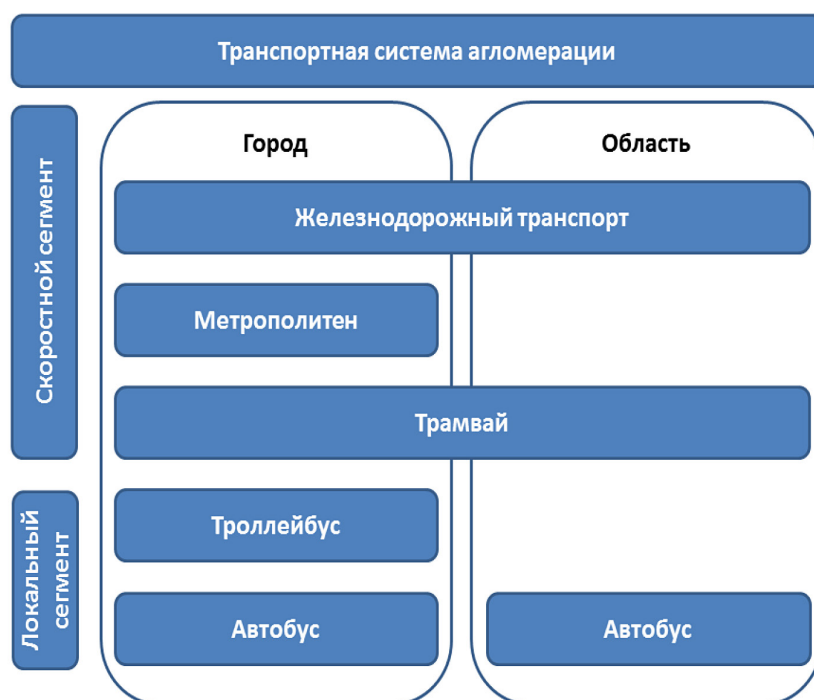 Транспортная система агломерации
Город
Область
Скоростной сегмент
Железнодорожный транспорт
Метрополитен
Трамвай
Локальный
сегмент
Троллейбус
Автобус
Автобус